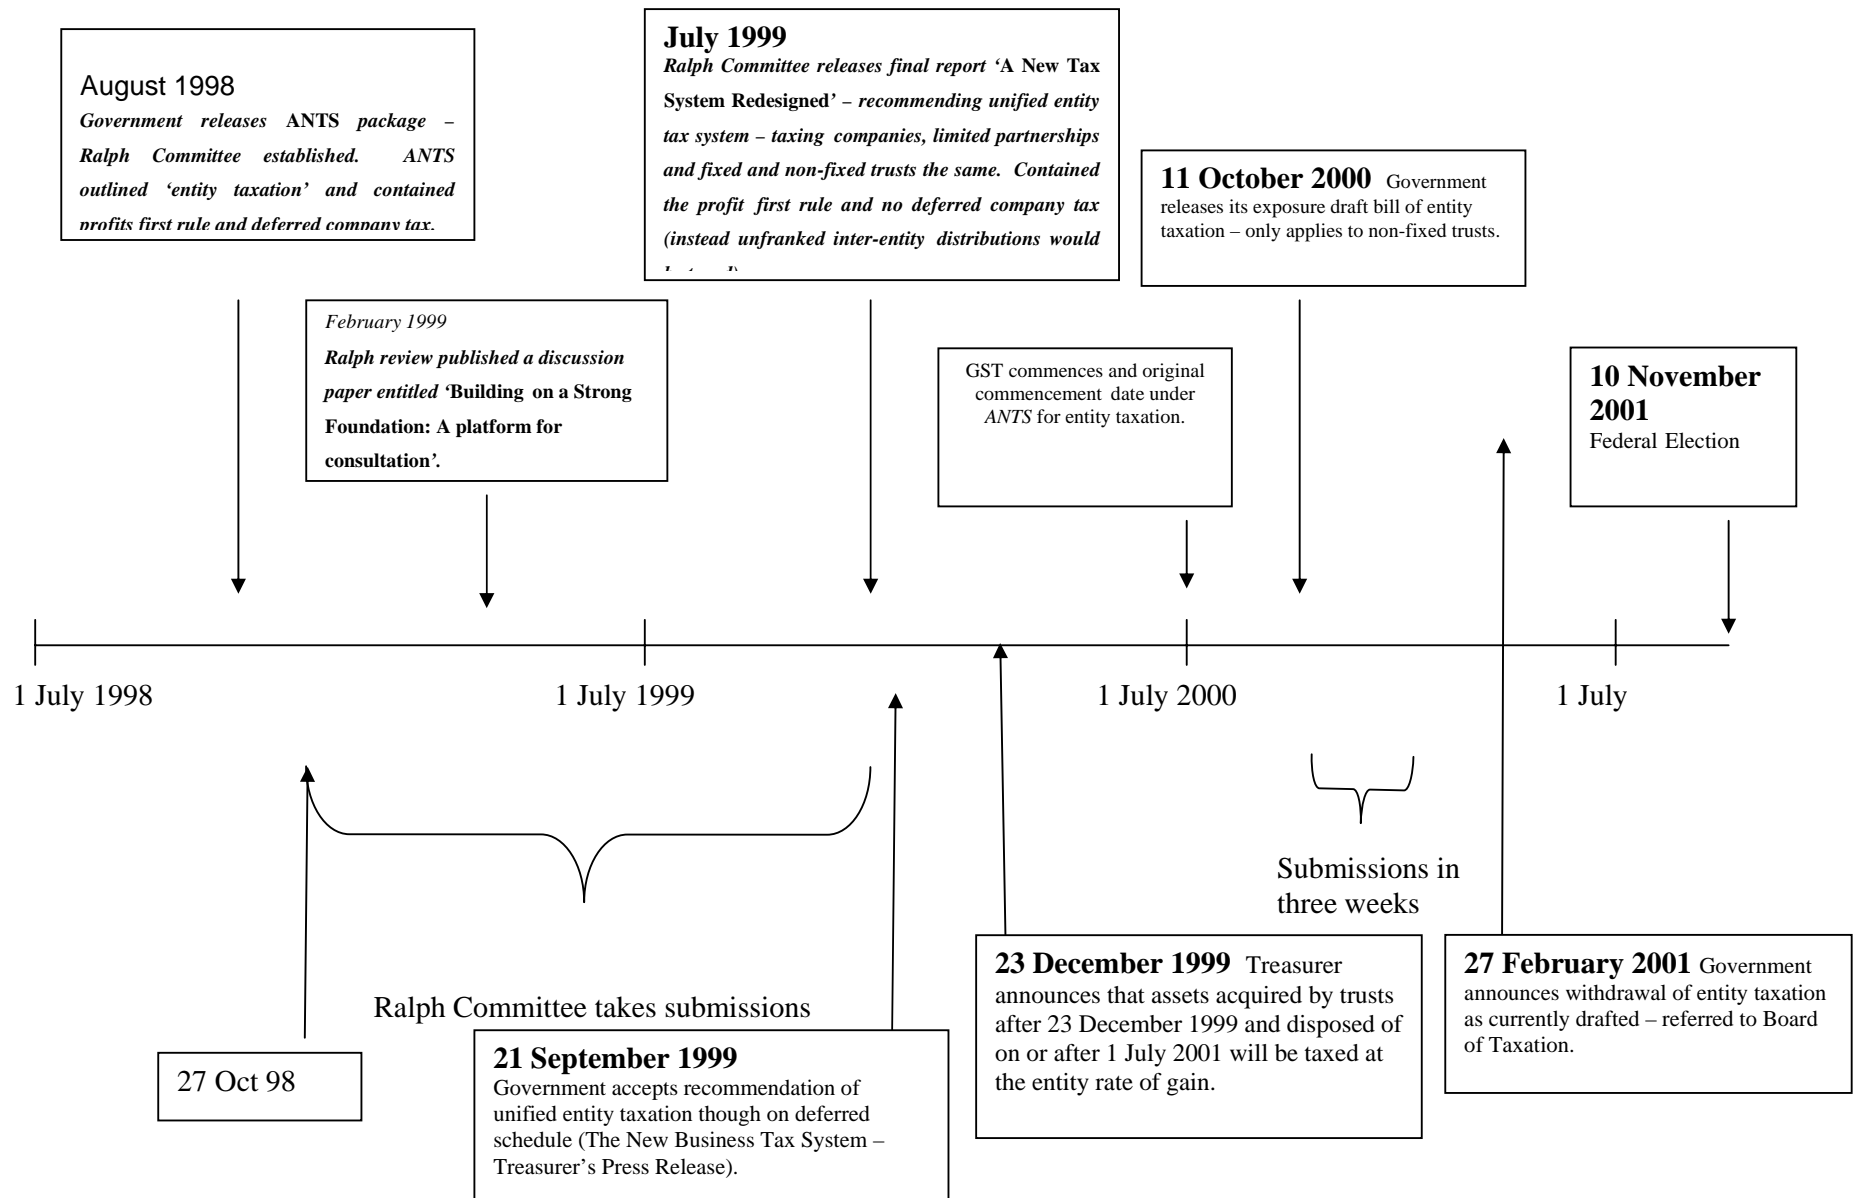 August 1998
Government releases ANTS package –
Ralph Committee established. ANTS
outlined ‘entity taxation’ and contained
profits first rule and deferred company tax.
July 1999
Ralph Committee releases final report ‘A New Tax
System Redesigned’ – recommending unified entity
tax system – taxing companies, limited partnerships
and fixed and non-fixed trusts the same. Contained
the profit first rule and no deferred company tax
(instead unfranked inter-entity distributions would
11 October 2000 Government
releases its exposure draft bill of entity
taxation – only applies to non-fixed trusts.
February 1999
Ralph review published a discussion
paper entitled ‘Building on a Strong
Foundation: A platform for
consultation’.
GST commences and original
commencement date under
ANTS for entity taxation.
10 November
2001
Federal Election
1 July 1998
1 July 1999
1 July 2000
1 July
Submissions in
three weeks
Ralph Committee takes submissions
27 Oct 98
21 September 1999
Government accepts recommendation of
unified entity taxation though on deferred
schedule (The New Business Tax System –
Treasurer’s Press Release).
23 December 1999 Treasurer
announces that assets acquired by trusts
after 23 December 1999 and disposed of
on or after 1 July 2001 will be taxed at
the entity rate of gain.
27 February 2001 Government
announces withdrawal of entity taxation
as currently drafted – referred to Board
of Taxation.